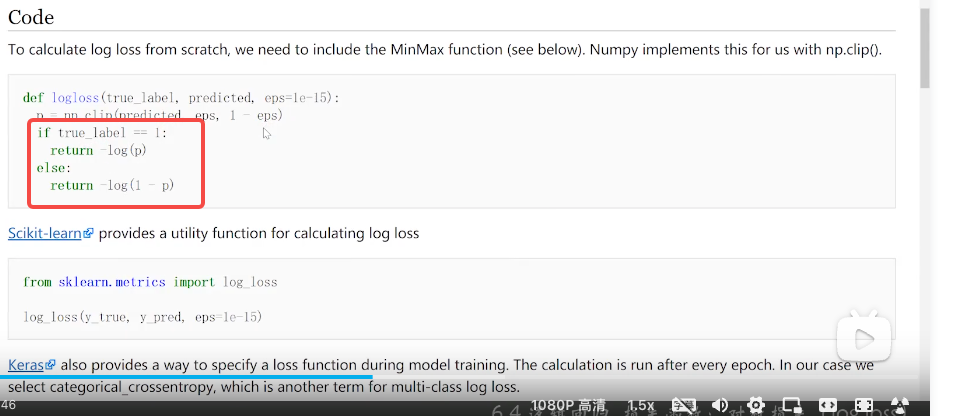 Code
To calculate log loss from scratch, we need to include the MinMax function (see below). Numpy implements this for us with np.clip().
def logloss(true_label, predicted, eps=1e-15):
p = np.clip(predicted, eps, 1 - eps)
if true_label == 1:
return -log(p)
else:
return -log(1 - p)
Scikit-learn provides a utility function for calculating log loss
from sklearn.metrics import log_loss
log_loss(y_true, y_pred, eps=1e-15)
Keras also provides a way to specify a loss function during model training. The calculation is run after every epoch. In our case we
select categorical_crossentropy, which is another term for multi-class log loss.
46
1080P 高清
1.5x